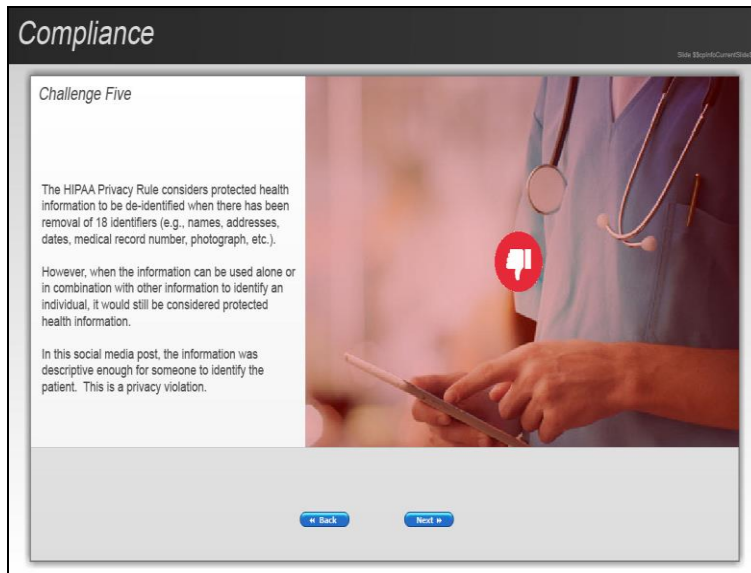 Compliance
Slide $$cpInfoCurrentSlide$
Challenge Five
The HIPAA Privacy Rule considers protected health
information to be de-identified when there has been
removal of 18 identifiers (e.g., names, addresses,
dates, medical record number, photograph, etc.).
However, when the information can be used alone or
in combination with other information to identify an
individual, it would still be considered protected
health information.
In this social media post, the information was
descriptive enough for someone to identify the
patient.  This is a privacy violation.
Back
Next